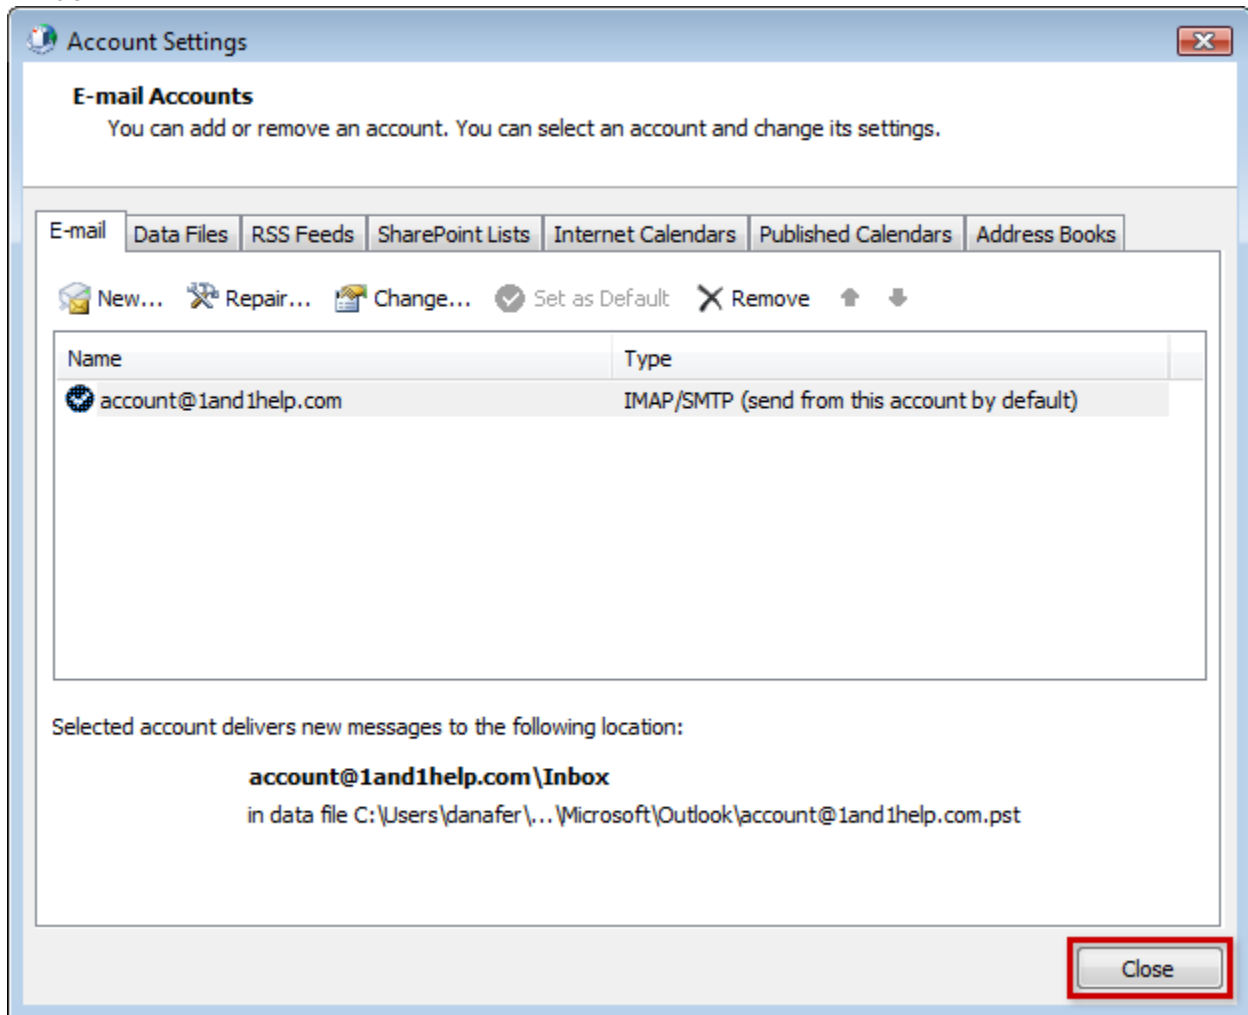 Account Settings
E-mail Accounts
You can add or remove an account. You can select an account and change its settings.
E-mail Data Files RSS Feeds SharePoint Lists Internet Calendars Published Calendars Address Books
New... Repair... Change... Set as Default Remove
Name Type
account@1and1help.com IMAP/SMTP (send from this account by default)
Selected account delivers new messages to the following location:
account@1and1help.com\Inbox
in data file C:\Users\danafer\...\Microsoft\Outlook\account@1and1help.com.pst
Close